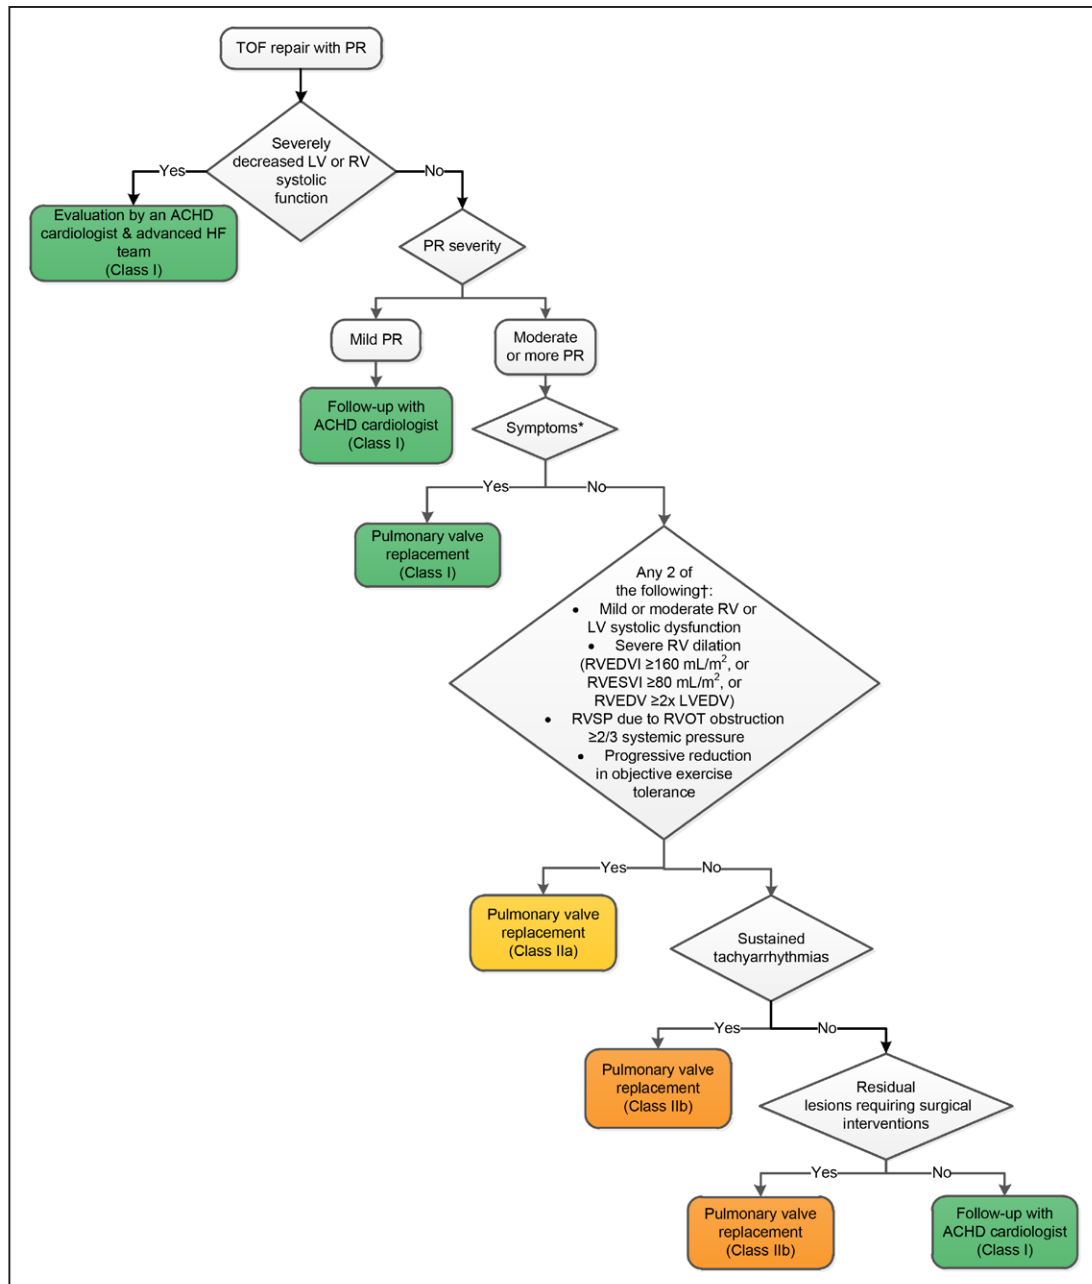 TOF repair with PR
Severely
decreased LV or RV
systolic
function
Yes
No
Evaluation by an ACHD
cardiologist & advanced HF
team
(Class I)
PR severity
Mild PR
Moderate
or more PR
Follow-up with
ACHD cardiologist
(Class I)
Symptoms*
Yes
No
Pulmonary valve
replacement
(Class I)
Any 2 of
the following†:
• Mild or moderate RV or
LV systolic dysfunction
• Severe RV dilation
(RVEDVI ≥160 mL/m², or
RVESVI ≥80 mL/m², or
RVEDV ≥2x LVEDV)
• RVSP due to RVOT obstruction
≥2/3 systemic pressure
• Progressive reduction
in objective exercise
tolerance
Yes
No
Pulmonary valve
replacement
(Class IIa)
Sustained
tachyarrhythmias
Yes
No
Pulmonary valve
replacement
(Class IIb)
Residual
lesions requiring surgical
interventions
Yes
No
Pulmonary valve
replacement
(Class IIb)
Follow-up with
ACHD cardiologist
(Class I)